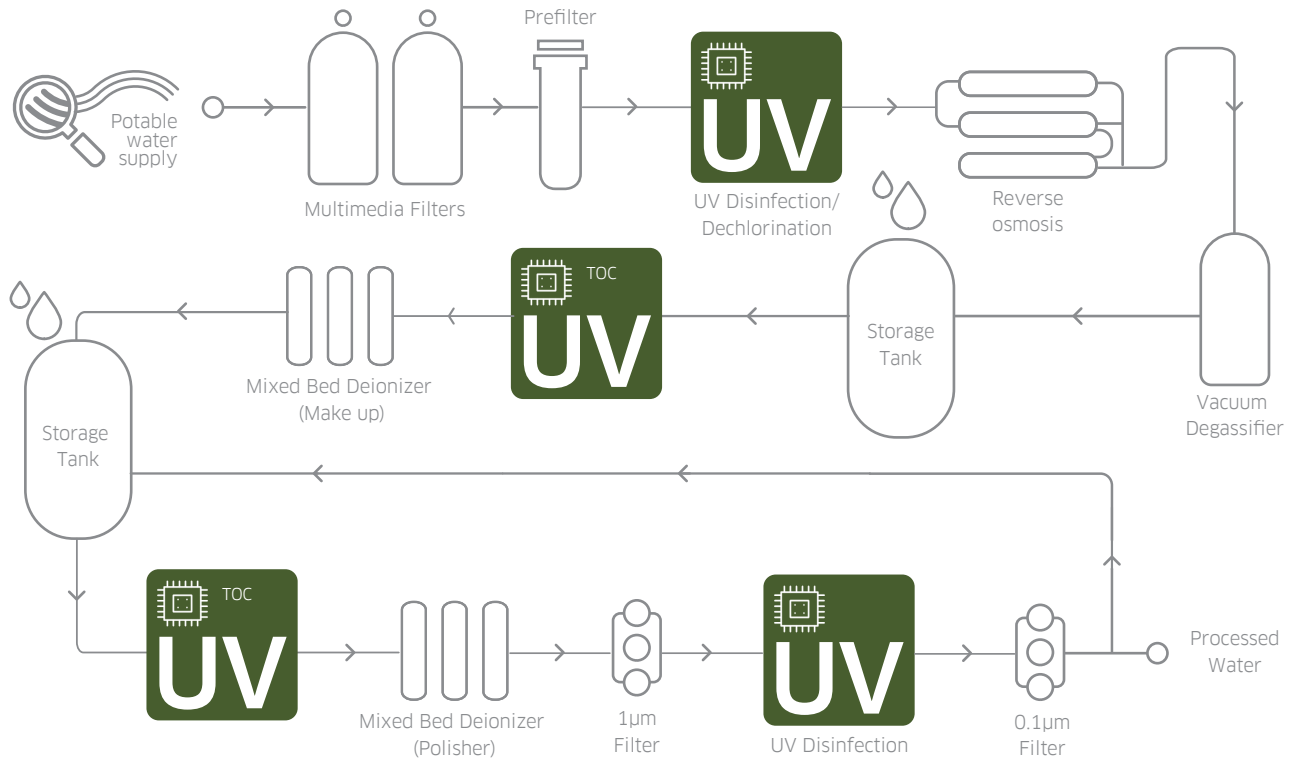 Prefilter
Potable
water
supply
UV
Multimedia Filters
UV Disinfection/
Dechlorination
Reverse
osmosis
TOC
UV
Storage
Tank
Mixed Bed Deionizer
(Make up)
Vacuum
Degassifier
Storage
Tank
TOC
UV
UV
Processed
Water
Mixed Bed Deionizer
(Polisher)
1µm
Filter
UV Disinfection
0.1µm
Filter